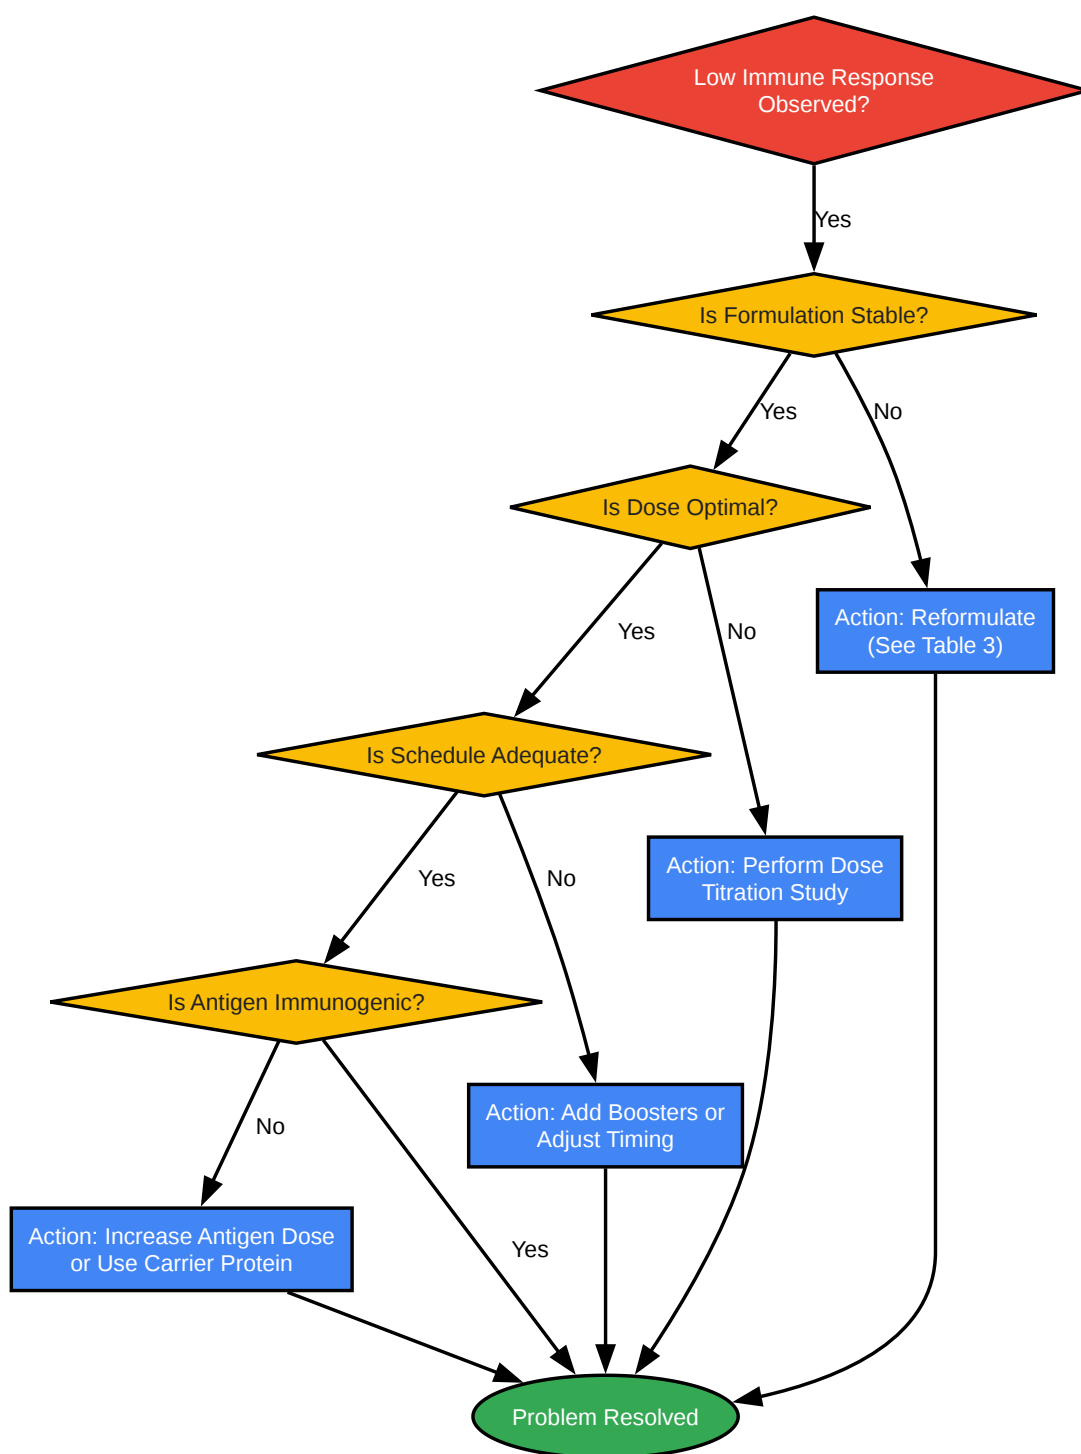 Low Immune Response
Observed?
Yes
Is Formulation Stable?
Yes
No
Is Dose Optimal?
Action: Reformulate
(See Table 3)
Yes
No
Is Schedule Adequate?
Action: Perform Dose
Titration Study
Yes
No
Is Antigen Immunogenic?
Action: Add Boosters or
Adjust Timing
No
Action: Increase Antigen Dose
or Use Carrier Protein
Yes
Problem Resolved